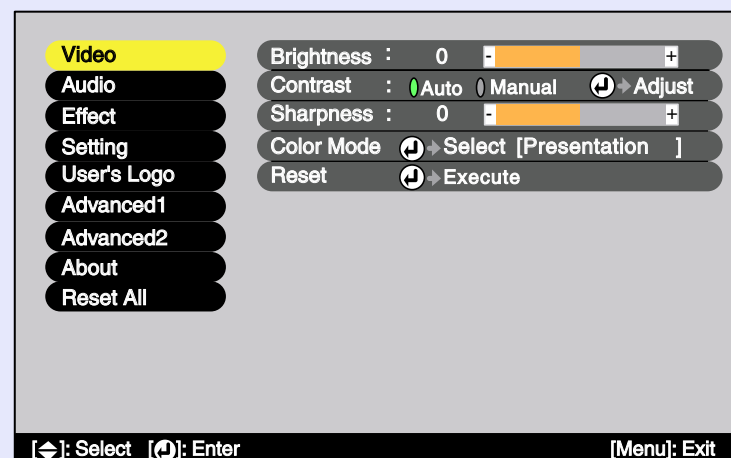 Video
Audio
Effect
Setting
User's Logo
Advanced1
Advanced2
About
Reset All
Brightness : 0 - +
Contrast : Auto Manual Adjust
Sharpness : 0 - +
Color Mode Select [Presentation ]
Reset Execute
[ ]: Select [ ]: Enter [Menu]: Exit